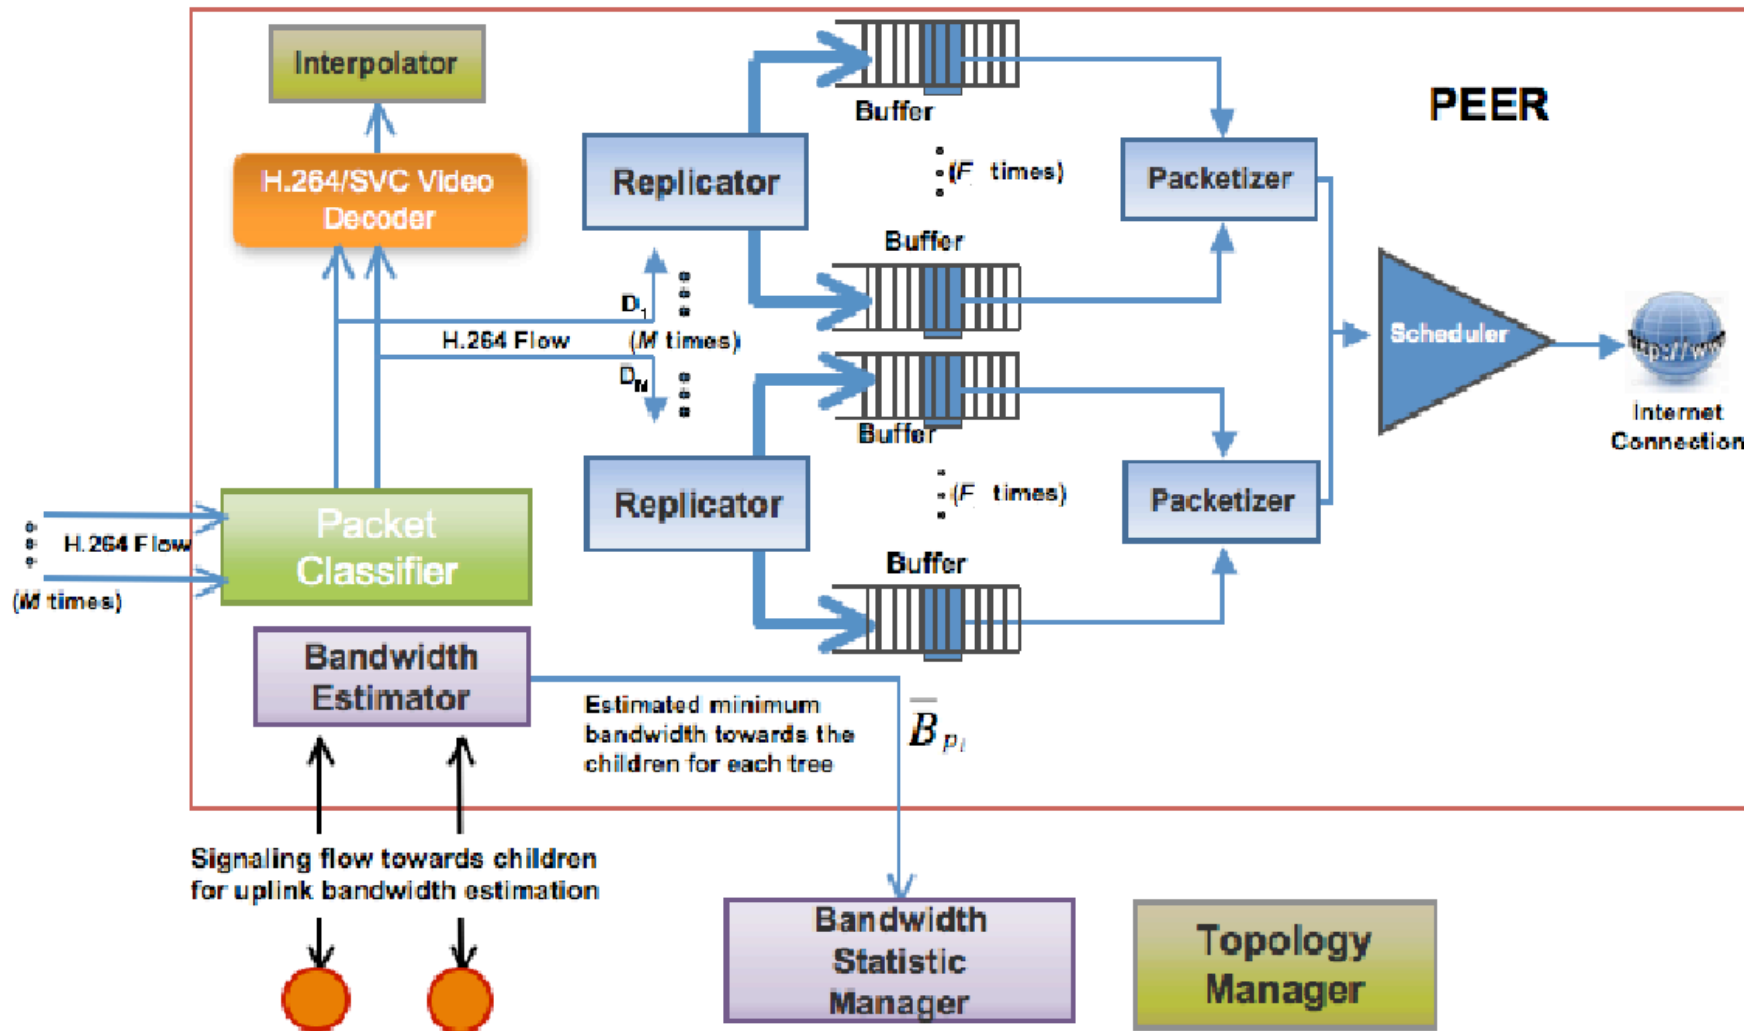 Interpolator
Buffer
PEER
H.264/SVC Video
Decoder
Replicator
(F times)
Packetizer
Buffer
D1
H.264 Flow
(M times)
DM
Scheduler
Internet
Connection
Buffer
Replicator
(F times)
Packetizer
Packet
Classifier
H.264 Flow
(M times)
Buffer
Bandwidth
Estimator
Estimated minimum
bandwidth towards the
children for each tree
Signaling flow towards children
for uplink bandwidth estimation
Bandwidth
Statistic
Manager
Topology
Manager